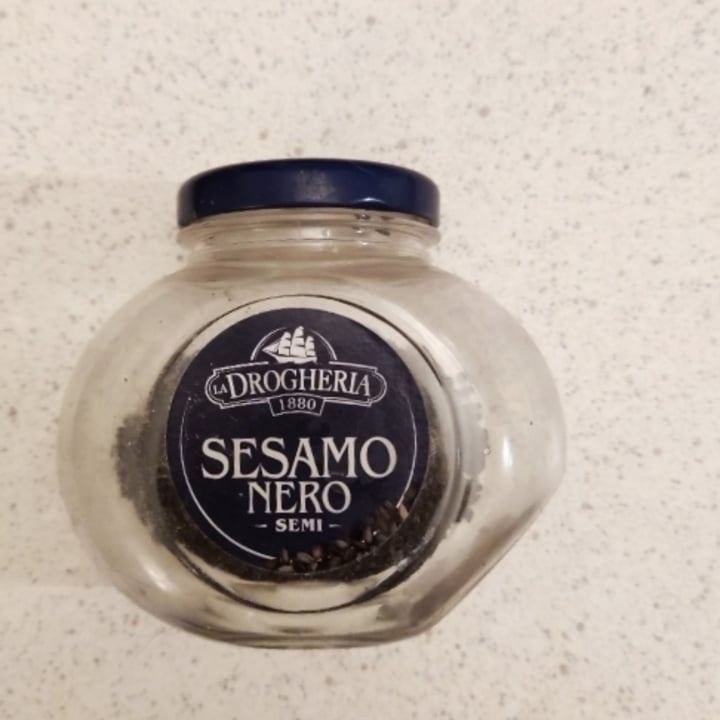 LA DROGHERIA
1880
SESAMO
NERO
- SEMI -